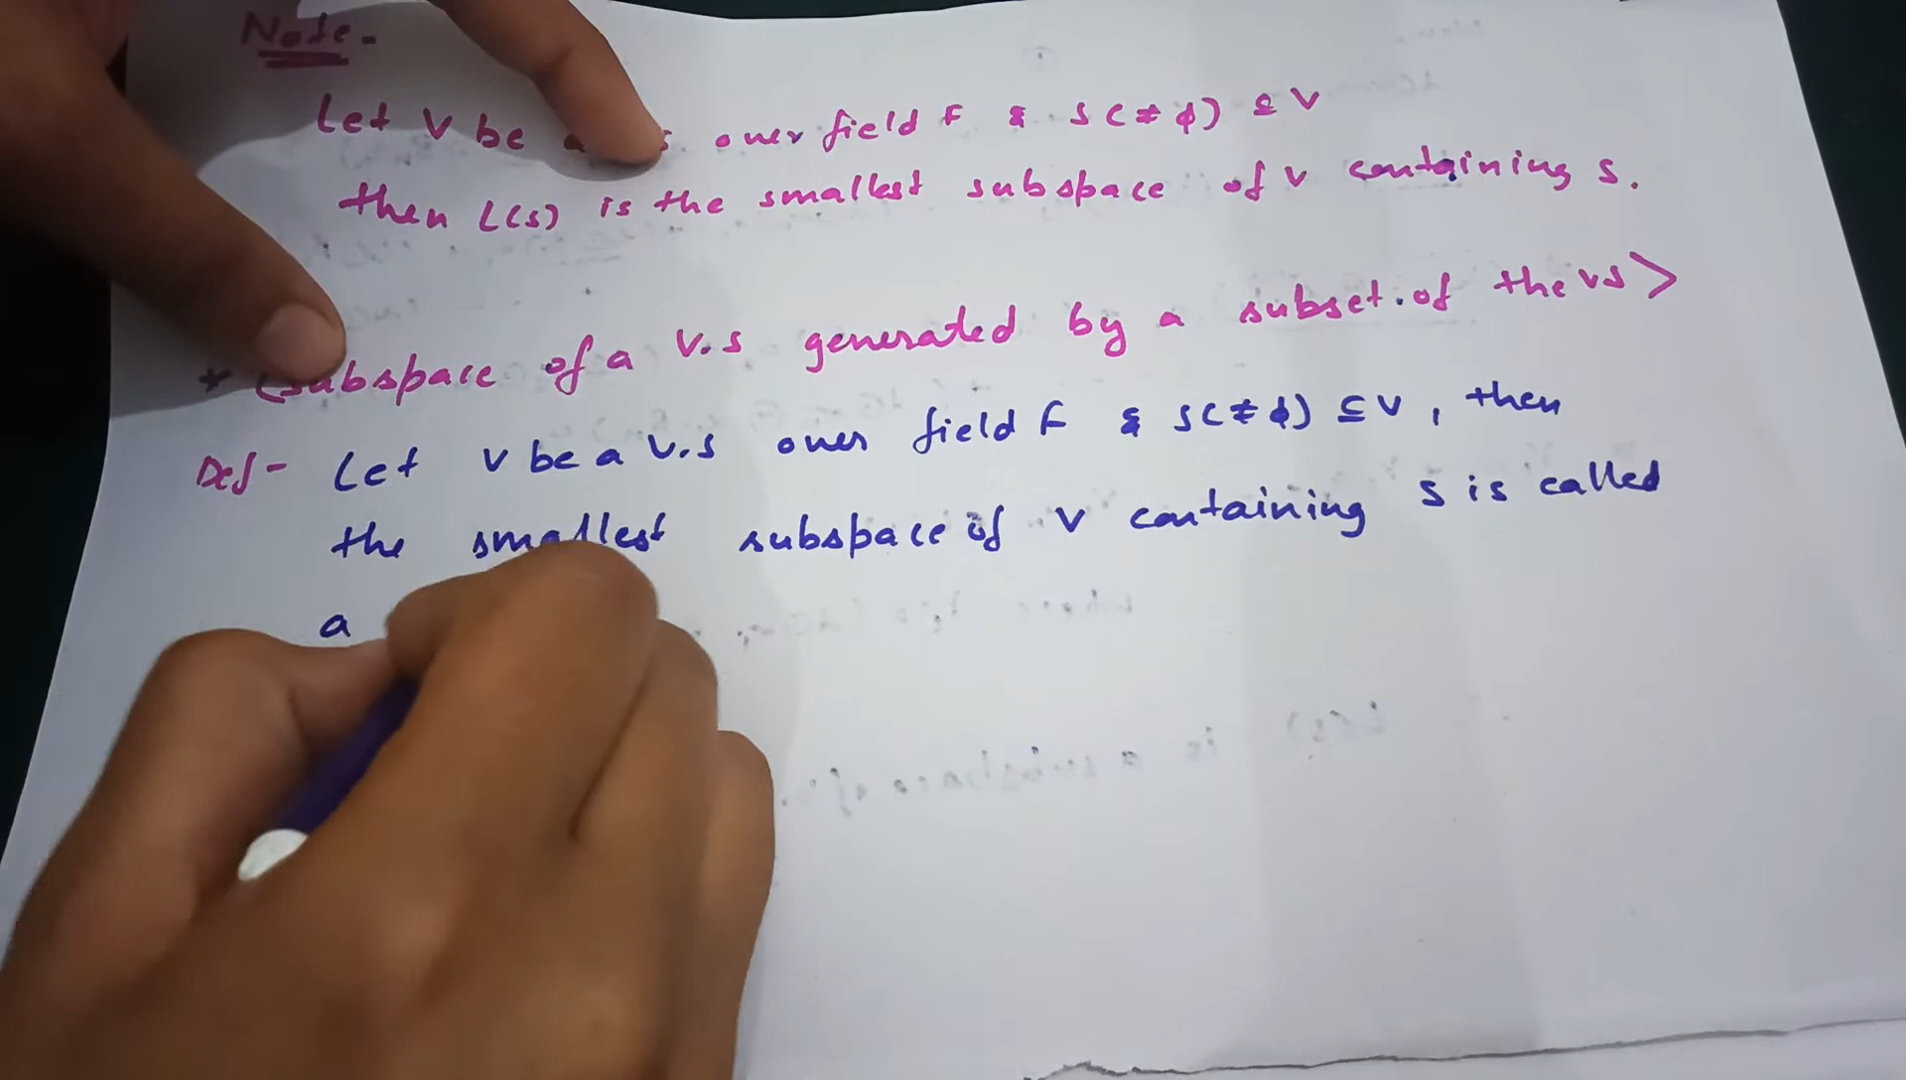 Note-
Let V be a over field F & S(≠ϕ) ⊆ V
then L(S) is the smallest subspace of V containing S.
* <subspace of a V.S generated by a subset of the VS>
Def- Let V be a V.S over field F & S(≠ϕ) ⊆ V, then
the smallest subspace of V containing S is called
a